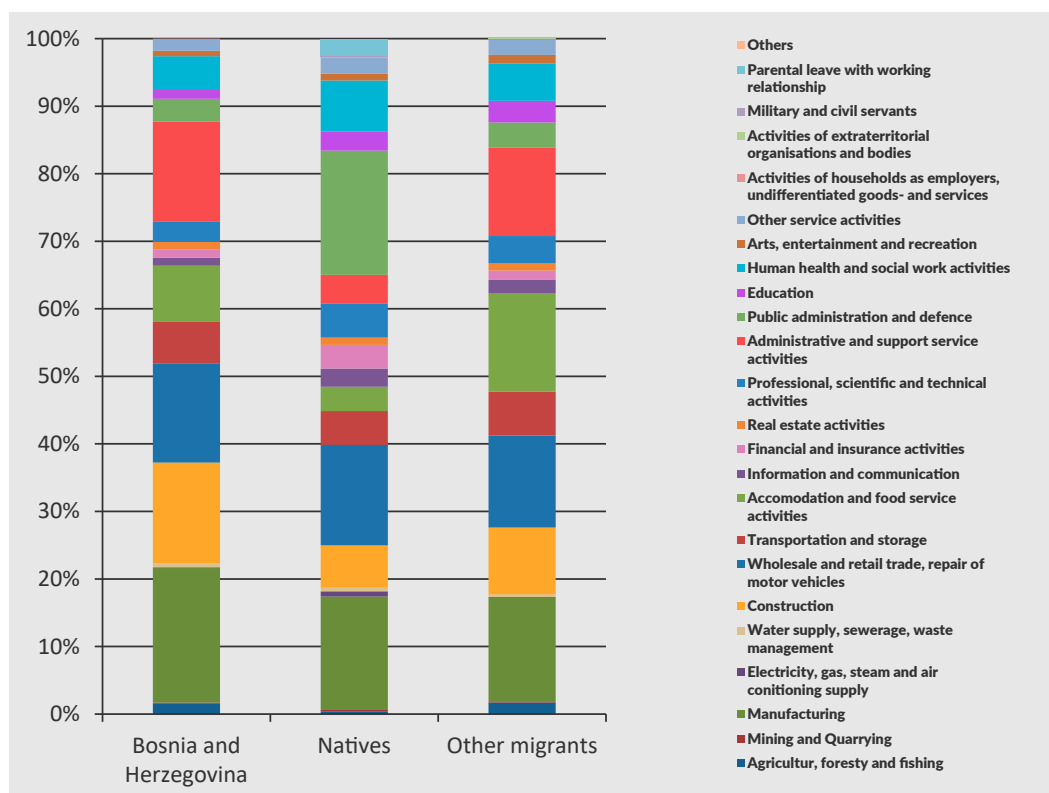 100%
90%
80%
70%
60%
50%
40%
30%
20%
10%
0%
Bosnia and
Herzegovina
Natives
Other migrants
Others
Parental leave with working
relationship
Military and civil servants
Activities of extraterritorial
organisations and bodies
Activities of households as employers,
undifferentiated goods- and services
Other service activities
Arts, entertainment and recreation
Human health and social work activities
Education
Public administration and defence
Administrative and support service
activities
Professional, scientific and technical
activities
Real estate activities
Financial and insurance activities
Information and communication
Accomodation and food service
activities
Transportation and storage
Wholesale and retail trade, repair of
motor vehicles
Construction
Water supply, sewerage, waste
management
Electricity, gas, steam and air
conitioning supply
Manufacturing
Mining and Quarrying
Agricultur, foresty and fishing